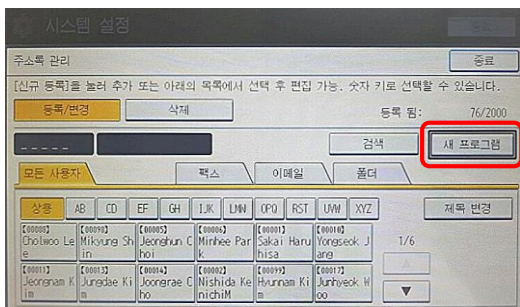 시스템 설정
주소록 관리 종료
[신규 등록]을 눌러 추가 또는 아래의 목록에서 선택 후 편집 가능. 숫자 키로 선택할 수 있습니다.
등록/변경 삭제 등록 됨: 76/2000
_ _ _ _ _ 검색 새 프로그램
모든 사용자 팩스 이메일 폴더
상용 AB CD EF GH IJK LMN OPQ RST UVW XYZ 제목 변경
[00008] [00098] [00005] [00006] [00010]
Cholwoo Le Mikyung Sh Jeonghun C Minhee Par Sakai Haru Yongseok J 1/6
e in hoi k hisa ang
[00011] [00013] [00014] [00002] [00099] [00017]
Jeongnam K Jungdae Ki Joongrae C Nishida Ke Hyunnam Ki Junhyeok W
im m ho nichiM m oo
▼